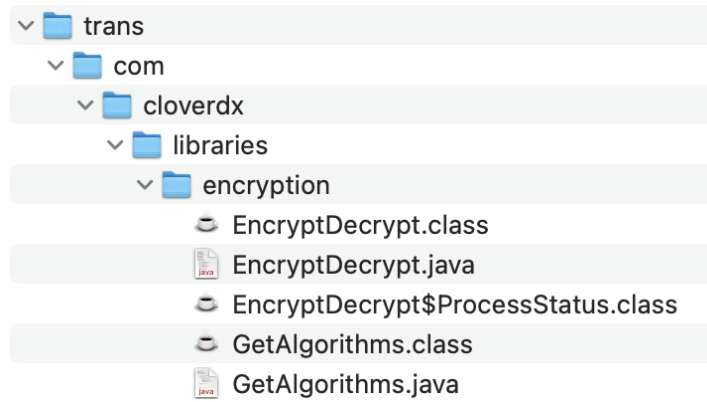 trans
com
cloverdx
libraries
encryption
EncryptDecrypt.class
java EncryptDecrypt.java
EncryptDecrypt$ProcessStatus.class
GetAlgorithms.class
java GetAlgorithms.java